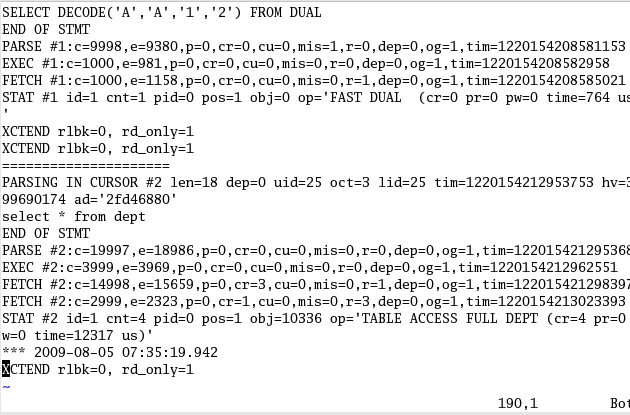 SELECT DECODE('A','A','1','2') FROM DUAL
END OF STMT
PARSE #1:c=9998,e=9380,p=0,cr=0,cu=0,mis=1,r=0,dep=0,og=1,tim=1220154208581153
EXEC #1:c=1000,e=981,p=0,cr=0,cu=0,mis=0,r=0,dep=0,og=1,tim=1220154208582958
FETCH #1:c=1000,e=1158,p=0,cr=0,cu=0,mis=0,r=1,dep=0,og=1,tim=1220154208585021
STAT #1 id=1 cnt=1 pid=0 pos=1 obj=0 op='FAST DUAL  (cr=0 pr=0 pw=0 time=764 us
'
XCTEND rlbk=0, rd_only=1
XCTEND rlbk=0, rd_only=1
=====================
PARSING IN CURSOR #2 len=18 dep=0 uid=25 oct=3 lid=25 tim=1220154212953753 hv=3
99690174 ad='2fd46880'
select * from dept
END OF STMT
PARSE #2:c=19997,e=18986,p=0,cr=0,cu=0,mis=0,r=0,dep=0,og=1,tim=122015421295368
EXEC #2:c=3999,e=3969,p=0,cr=0,cu=0,mis=0,r=0,dep=0,og=1,tim=1220154212962551
FETCH #2:c=14998,e=15659,p=0,cr=3,cu=0,mis=0,r=1,dep=0,og=1,tim=122015421298397
FETCH #2:c=2999,e=2323,p=0,cr=1,cu=0,mis=0,r=3,dep=0,og=1,tim=1220154213023393
STAT #2 id=1 cnt=4 pid=0 pos=1 obj=10336 op='TABLE ACCESS FULL DEPT (cr=4 pr=0
w=0 time=12317 us)'
*** 2009-08-05 07:35:19.942
XCTEND rlbk=0, rd_only=1
~
190,1 Bot